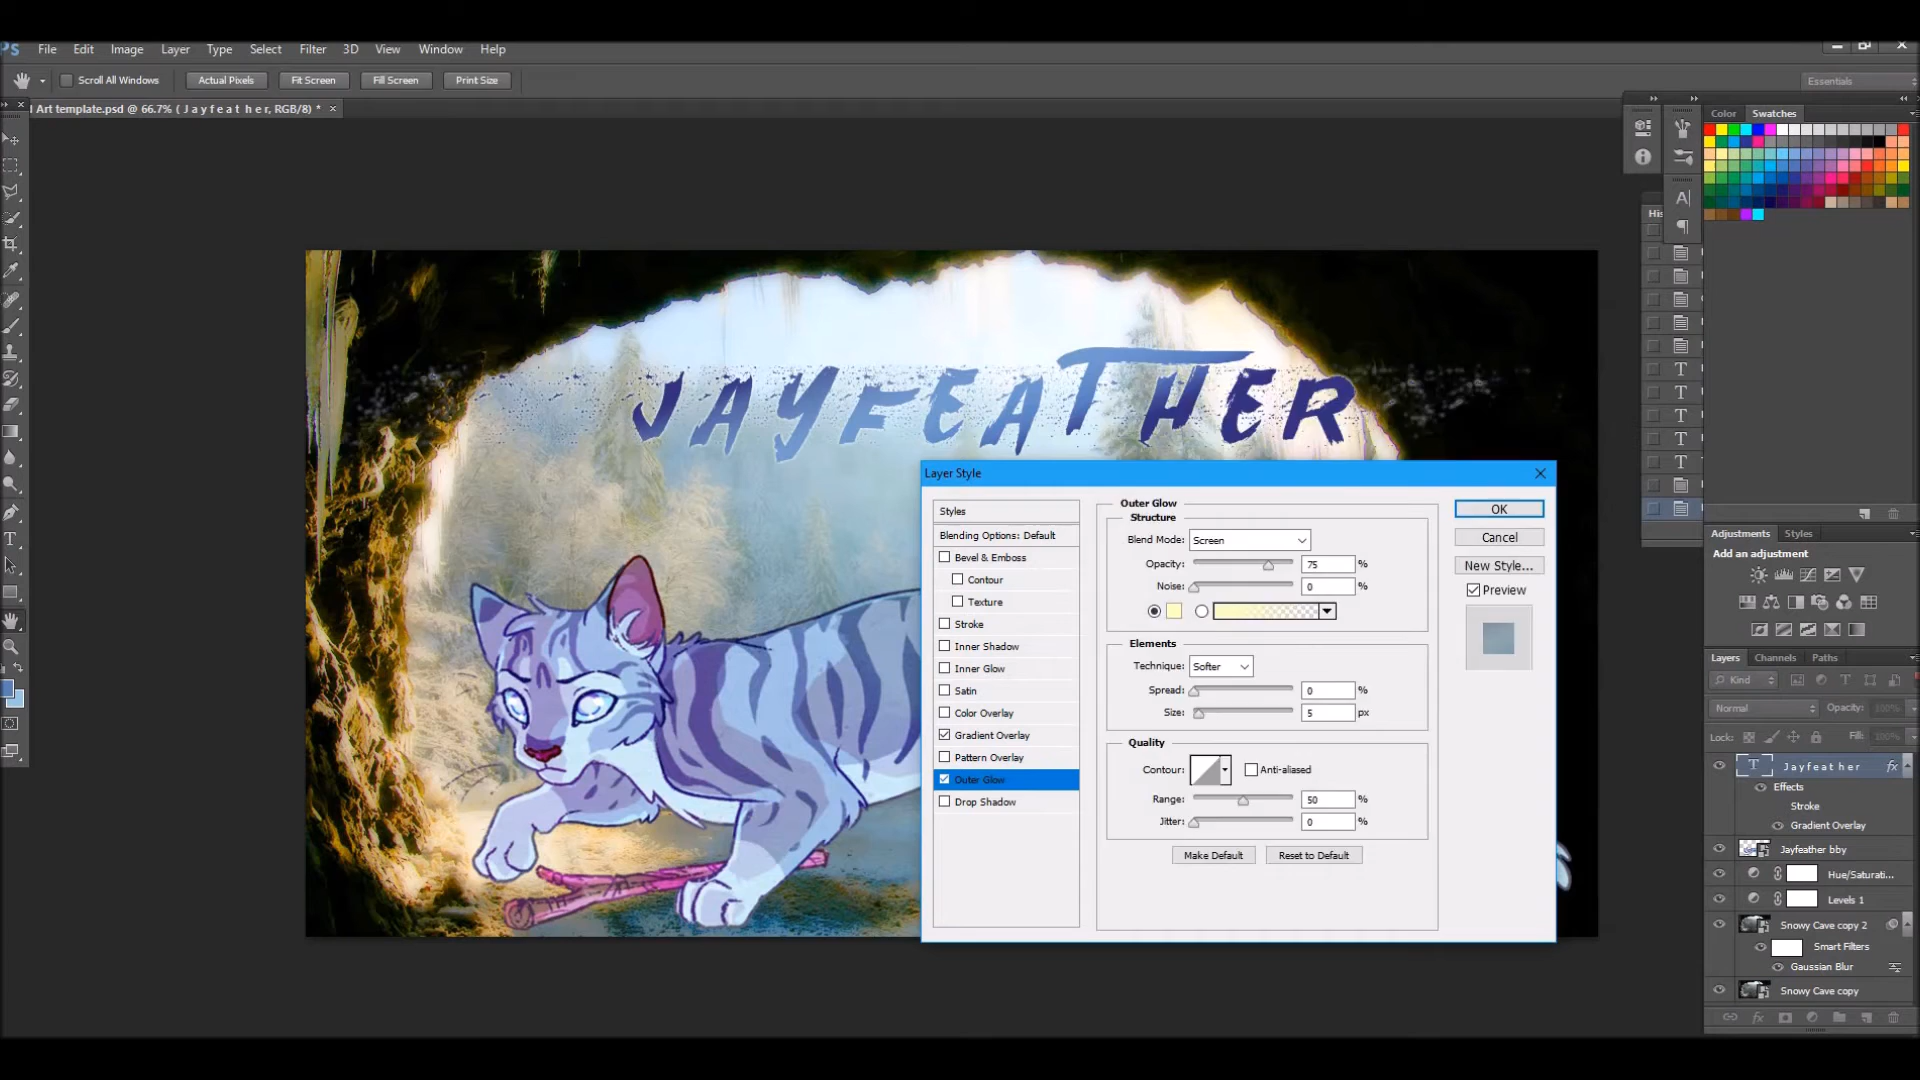 Ps File Edit Image Layer Type Select Filter 3D View Window Help
Scroll All Windows Actual Pixels Fit Screen Fill Screen Print Size Essentials
Art template.psd @ 66.7% ( J a y f e a t h e r, RGB/8) *
Color Swatches
His
JAYFEATHER
Layer Style
Styles
Blending Options: Default
Bevel & Emboss
Contour
Texture
Stroke
Inner Shadow
Inner Glow
Satin
Color Overlay
Gradient Overlay
Pattern Overlay
Outer Glow
Drop Shadow
Outer Glow
Structure
Blend Mode: Screen
Opacity: 75 %
Noise: 0 %
Elements
Technique: Softer
Spread: 0 %
Size: 5 px
Quality
Contour: Anti-aliased
Range: 50 %
Jitter: 0 %
Make Default Reset to Default
OK
Cancel
New Style...
Preview
Adjustments Styles
Add an adjustment
Layers Channels Paths
Kind
Normal Opacity: 100%
Lock: Fill: 100%
T J a y f e a t h e r fx
Effects
Stroke
Gradient Overlay
Jayfeather bby
Hue/Saturati...
Levels 1
Snowy Cave copy 2
Smart Filters
Gaussian Blur
Snowy Cave copy